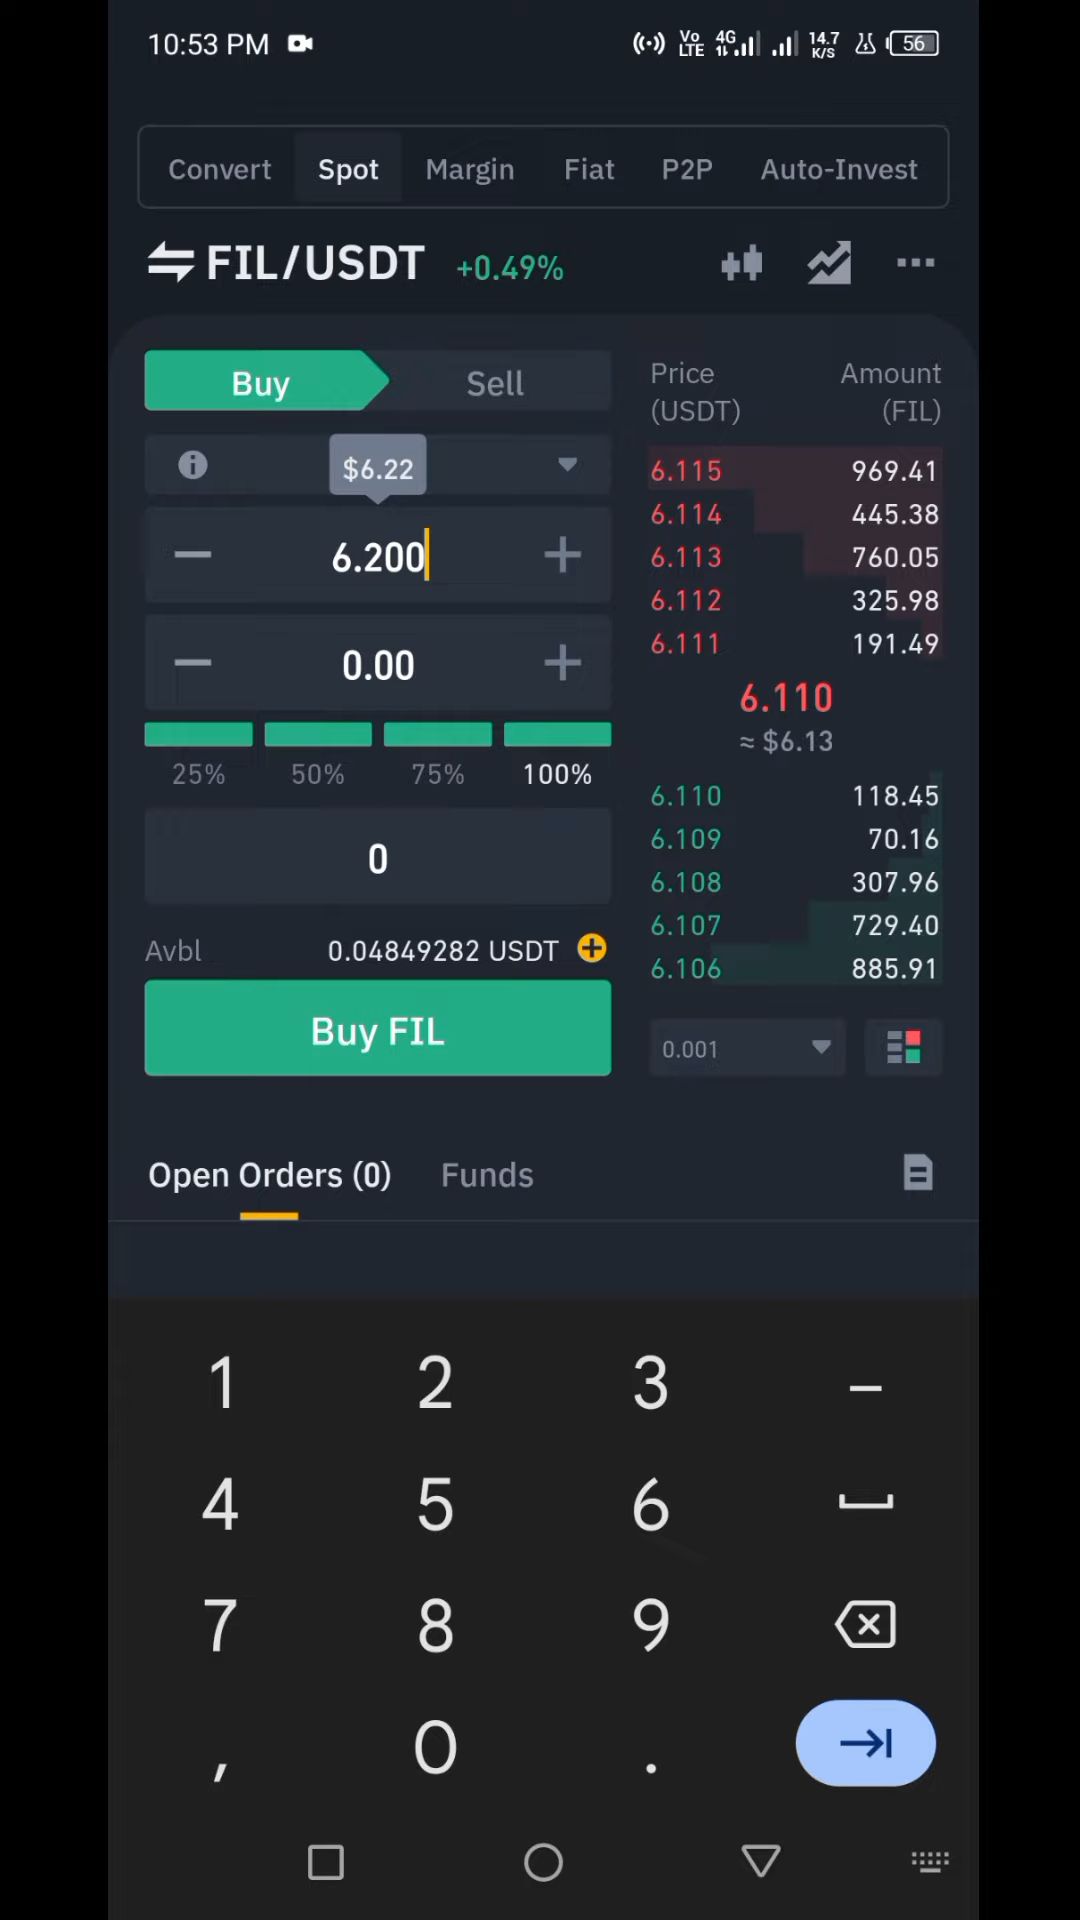 10:53 PM Vo LTE 4G 14.7 K/S 56
Convert Spot Margin Fiat P2P Auto-Invest
FIL/USDT +0.49%
Buy Sell
$6.22
6.200
0.00
25% 50% 75% 100%
0
Avbl 0.04849282 USDT
Buy FIL
Price (USDT) Amount (FIL)
6.115 969.41
6.114 445.38
6.113 760.05
6.112 325.98
6.111 191.49
6.110
≈ $6.13
6.110 118.45
6.109 70.16
6.108 307.96
6.107 729.40
6.106 885.91
0.001
Open Orders (0) Funds
1 2 3 –
4 5 6
7 8 9
, 0 .